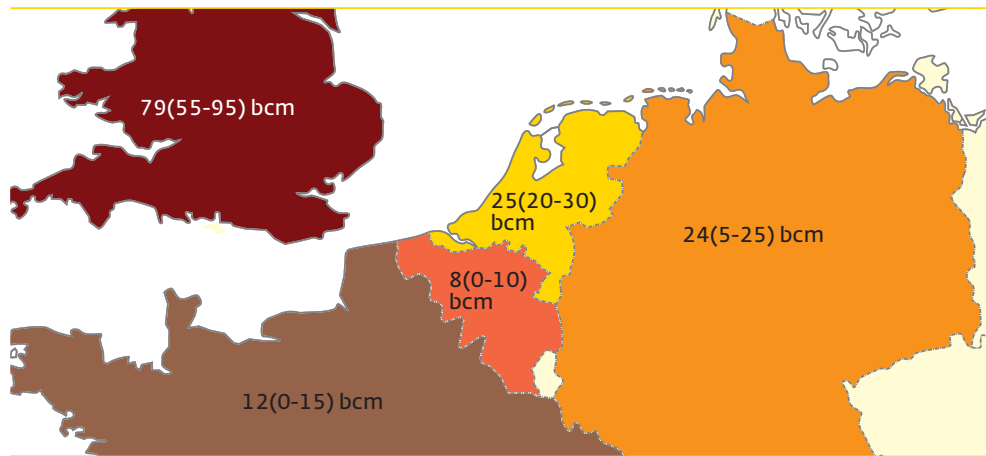 79(55-95) bcm
25(20-30)
bcm
24(5-25) bcm
8(0-10)
bcm
12(0-15) bcm